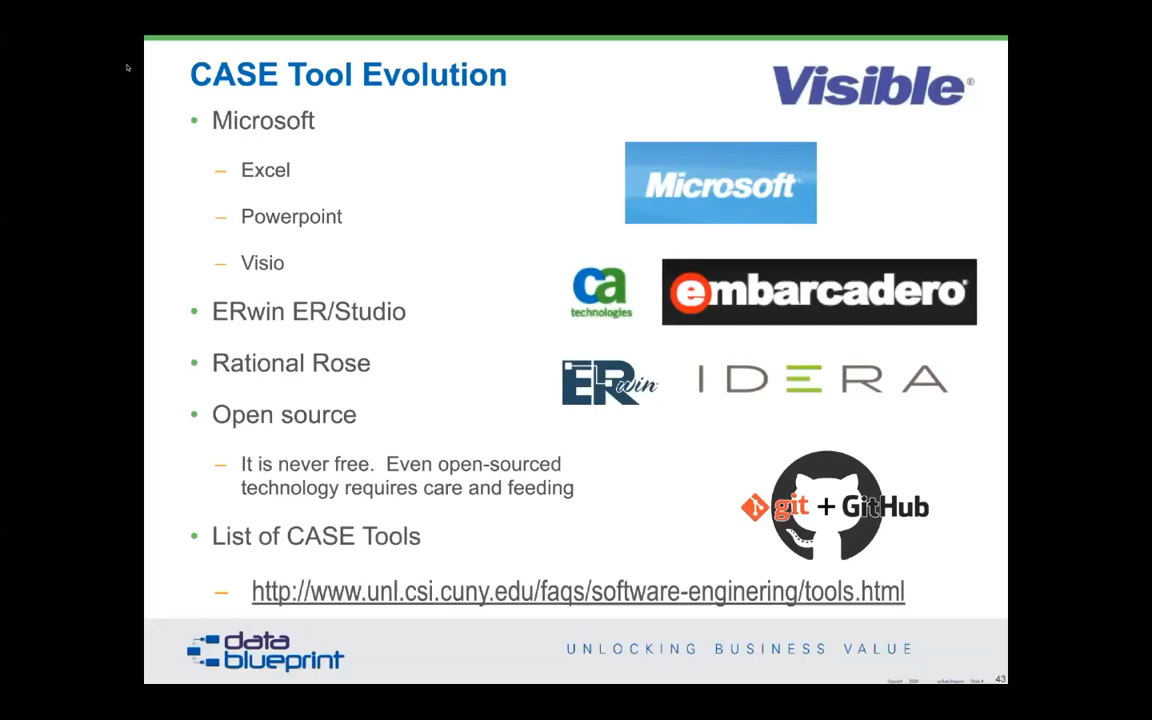 CASE Tool Evolution
Visible®
• Microsoft
Microsoft
– Excel
– Powerpoint
– Visio
ca
technologies
embarcadero®
• ERwin ER/Studio
• Rational Rose
ERwin
IDERA
• Open source
– It is never free. Even open-sourced
technology requires care and feeding
git + GitHub
• List of CASE Tools
– http://www.unl.csi.cuny.edu/faqs/software-enginering/tools.html
data
blueprint
UNLOCKING BUSINESS VALUE
43